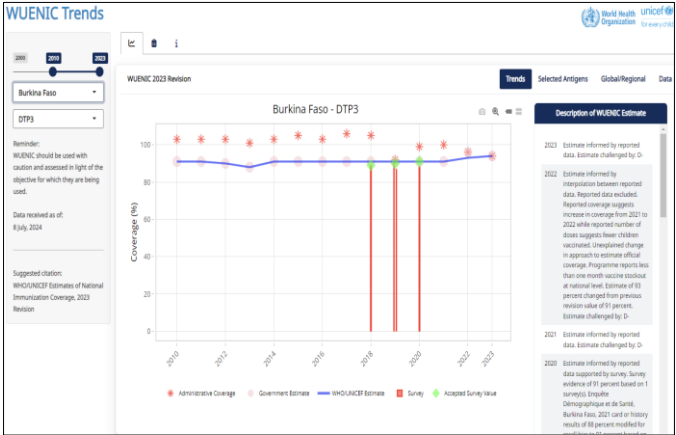 WUENIC Trends
World Health
Organization
unicef
for every child
2000
2010
2023
Burkina Faso
DTP3
Reminder:
WUENIC should be used with
caution and assessed in light of the
objective for which they are being
used.
Data received as of:
8 July, 2024
Suggested citation:
WHO/UNICEF Estimates of National
Immunization Coverage, 2023
Revision
i
WUENIC 2023 Revision
Trends
Selected Antigens
Global/Regional
Data
Burkina Faso - DTP3
Coverage (%)
100
80
60
40
20
0
2010
2012
2014
2016
2018
2020
2022
2023
Administrative Coverage
Government Estimate
WHO/UNICEF Estimate
Survey
Accepted Survey Value
Description of WUENIC Estimate
2023 Estimate informed by reported
data. Estimate challenged by: D-
2022 Estimate informed by
interpolation between reported
data. Reported data excluded.
Reported coverage suggests
increase in coverage from 2021 to
2022 while reported number of
doses suggests fewer children
vaccinated. Unexplained change
in approach to estimate official
coverage. Programme reports less
than one month vaccine stockout
at national level. Estimate of 93
percent changed from previous
revision value of 91 percent.
Estimate challenged by: D-
2021 Estimate informed by reported
data. Estimate challenged by: D-
2020 Estimate informed by reported
data supported by survey. Survey
evidence of 91 percent based on 1
survey(s). Enquête
Démographique et de Santé,
Burkina Faso, 2021 card or history
results of 88 percent modifed for